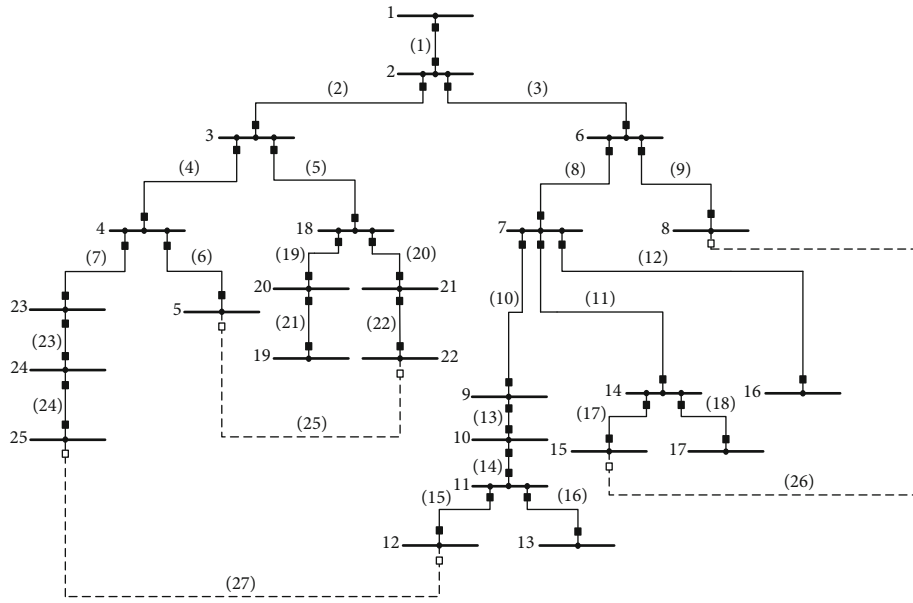 1
(1)
2
(2) (3)
3 6
(4) (5) (8) (9)
4 18 7 8
(7) (6) (19) (20) (12)
20 21 (10) (11)
23 5
(23) (21) (22)
24 19 22
(24) 9 14 16
(25) (13) (17) (18)
25 10 15 17
(14)
11 (26)
(15) (16)
12 13
(27)